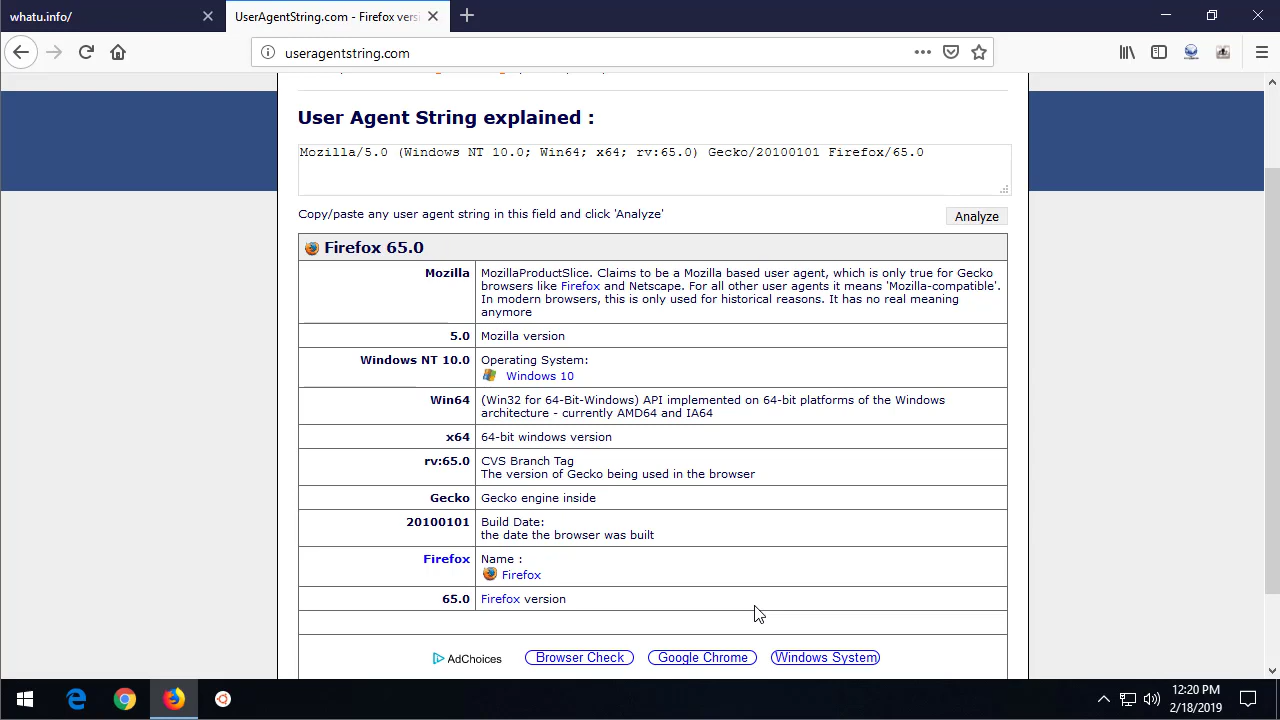 whatu.info/
UserAgentString.com - Firefox vers
useragentstring.com
User Agent String explained :
Mozilla/5.0 (Windows NT 10.0; Win64; x64; rv:65.0) Gecko/20100101 Firefox/65.0
Copy/paste any user agent string in this field and click 'Analyze'
Analyze
Firefox 65.0
Mozilla
MozillaProductSlice. Claims to be a Mozilla based user agent, which is only true for Gecko
browsers like Firefox and Netscape. For all other user agents it means 'Mozilla-compatible'.
In modern browsers, this is only used for historical reasons. It has no real meaning
anymore
5.0
Mozilla version
Windows NT 10.0
Operating System:
Windows 10
Win64
(Win32 for 64-Bit-Windows) API implemented on 64-bit platforms of the Windows
architecture - currently AMD64 and IA64
x64
64-bit windows version
rv:65.0
CVS Branch Tag
The version of Gecko being used in the browser
Gecko
Gecko engine inside
20100101
Build Date:
the date the browser was built
Firefox
Name :
Firefox
65.0
Firefox version
AdChoices
Browser Check
Google Chrome
Windows System
12:20 PM
2/18/2019